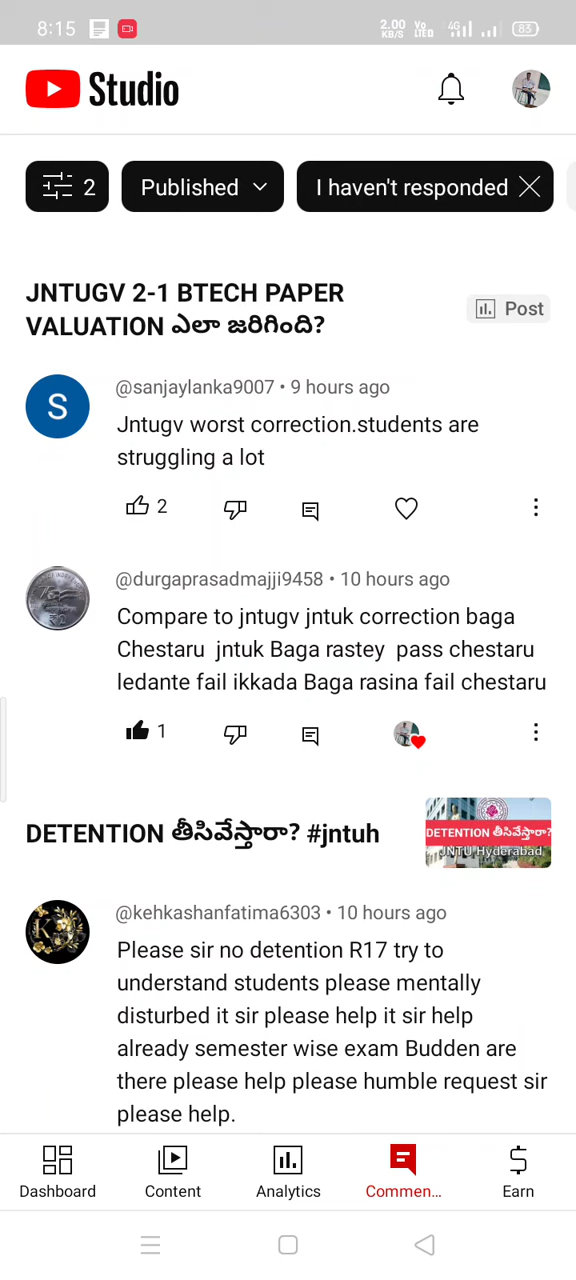 8:15
2.00
KB/S
Vo
LTED
4G
83
Studio
2
Published
I haven't responded
JNTUGV 2-1 BTECH PAPER
VALUATION ఎలా జరిగింది?
Post
S
@sanjaylanka9007 • 9 hours ago
Jntugv worst correction.students are
struggling a lot
2
@durgaprasadmajji9458 • 10 hours ago
Compare to jntugv jntuk correction baga
Chestaru jntuk Baga rastey pass chestaru
ledante fail ikkada Baga rasina fail chestaru
1
DETENTION తీసివేస్తారా? #jntuh
DETENTION తీసివేస్తారా?
JNTU Hyderabad
K
@kehkashanfatima6303 • 10 hours ago
Please sir no detention R17 try to
understand students please mentally
disturbed it sir please help it sir help
already semester wise exam Budden are
there please help please humble request sir
please help.
Dashboard
Content
Analytics
Commen...
Earn